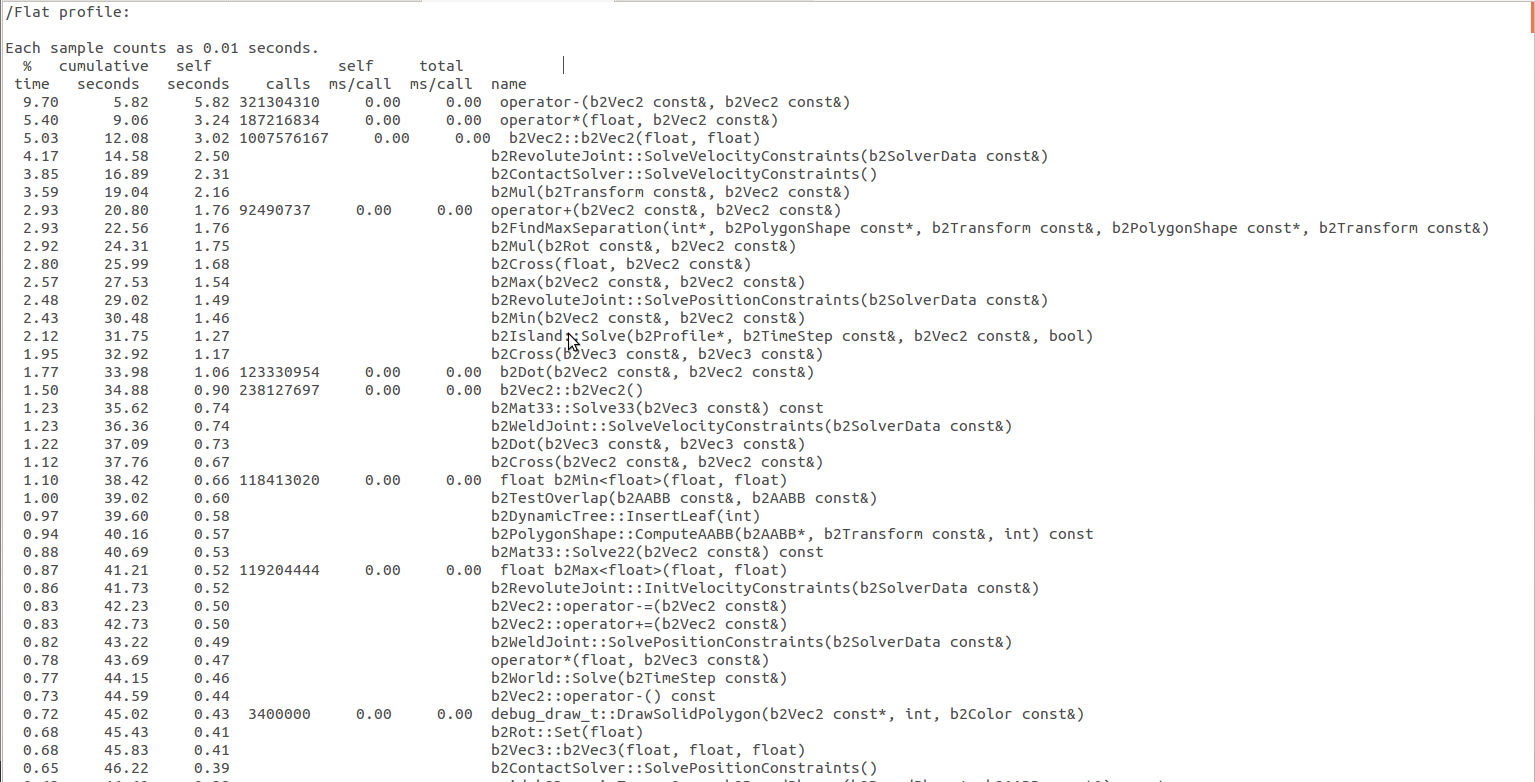 /Flat profile:
Each sample counts as 0.01 seconds.
% cumulative self self total
time seconds seconds calls ms/call ms/call name
9.70 5.82 5.82 321304310 0.00 0.00 operator-(b2Vec2 const&, b2Vec2 const&)
5.40 9.06 3.24 187216834 0.00 0.00 operator*(float, b2Vec2 const&)
5.03 12.08 3.02 1007576167 0.00 0.00 b2Vec2::b2Vec2(float, float)
4.17 14.58 2.50 b2RevoluteJoint::SolveVelocityConstraints(b2SolverData const&)
3.85 16.89 2.31 b2ContactSolver::SolveVelocityConstraints()
3.59 19.04 2.16 b2Mul(b2Transform const&, b2Vec2 const&)
2.93 20.80 1.76 92490737 0.00 0.00 operator+(b2Vec2 const&, b2Vec2 const&)
2.93 22.56 1.76 b2FindMaxSeparation(int*, b2PolygonShape const*, b2Transform const&, b2PolygonShape const*, b2Transform const&)
2.92 24.31 1.75 b2Mul(b2Rot const&, b2Vec2 const&)
2.80 25.99 1.68 b2Cross(float, b2Vec2 const&)
2.57 27.53 1.54 b2Max(b2Vec2 const&, b2Vec2 const&)
2.48 29.02 1.49 b2RevoluteJoint::SolvePositionConstraints(b2SolverData const&)
2.43 30.48 1.46 b2Min(b2Vec2 const&, b2Vec2 const&)
2.12 31.75 1.27 b2Island::Solve(b2Profile*, b2TimeStep const&, b2Vec2 const&, bool)
1.95 32.92 1.17 b2Cross(b2Vec3 const&, b2Vec3 const&)
1.77 33.98 1.06 123330954 0.00 0.00 b2Dot(b2Vec2 const&, b2Vec2 const&)
1.50 34.88 0.90 238127697 0.00 0.00 b2Vec2::b2Vec2()
1.23 35.62 0.74 b2Mat33::Solve33(b2Vec3 const&) const
1.23 36.36 0.74 b2WeldJoint::SolveVelocityConstraints(b2SolverData const&)
1.22 37.09 0.73 b2Dot(b2Vec3 const&, b2Vec3 const&)
1.12 37.76 0.67 b2Cross(b2Vec2 const&, b2Vec2 const&)
1.10 38.42 0.66 118413020 0.00 0.00 float b2Min<float>(float, float)
1.00 39.02 0.60 b2TestOverlap(b2AABB const&, b2AABB const&)
0.97 39.60 0.58 b2DynamicTree::InsertLeaf(int)
0.94 40.16 0.57 b2PolygonShape::ComputeAABB(b2AABB*, b2Transform const&, int) const
0.88 40.69 0.53 b2Mat33::Solve22(b2Vec2 const&) const
0.87 41.21 0.52 119204444 0.00 0.00 float b2Max<float>(float, float)
0.86 41.73 0.52 b2RevoluteJoint::InitVelocityConstraints(b2SolverData const&)
0.83 42.23 0.50 b2Vec2::operator-=(b2Vec2 const&)
0.83 42.73 0.50 b2Vec2::operator+=(b2Vec2 const&)
0.82 43.22 0.49 b2WeldJoint::SolvePositionConstraints(b2SolverData const&)
0.78 43.69 0.47 operator*(float, b2Vec3 const&)
0.77 44.15 0.46 b2World::Solve(b2TimeStep const&)
0.73 44.59 0.44 b2Vec2::operator-() const
0.72 45.02 0.43 3400000 0.00 0.00 debug_draw_t::DrawSolidPolygon(b2Vec2 const*, int, b2Color const&)
0.68 45.43 0.41 b2Rot::Set(float)
0.68 45.83 0.41 b2Vec3::b2Vec3(float, float, float)
0.65 46.22 0.39 b2ContactSolver::SolvePositionConstraints()